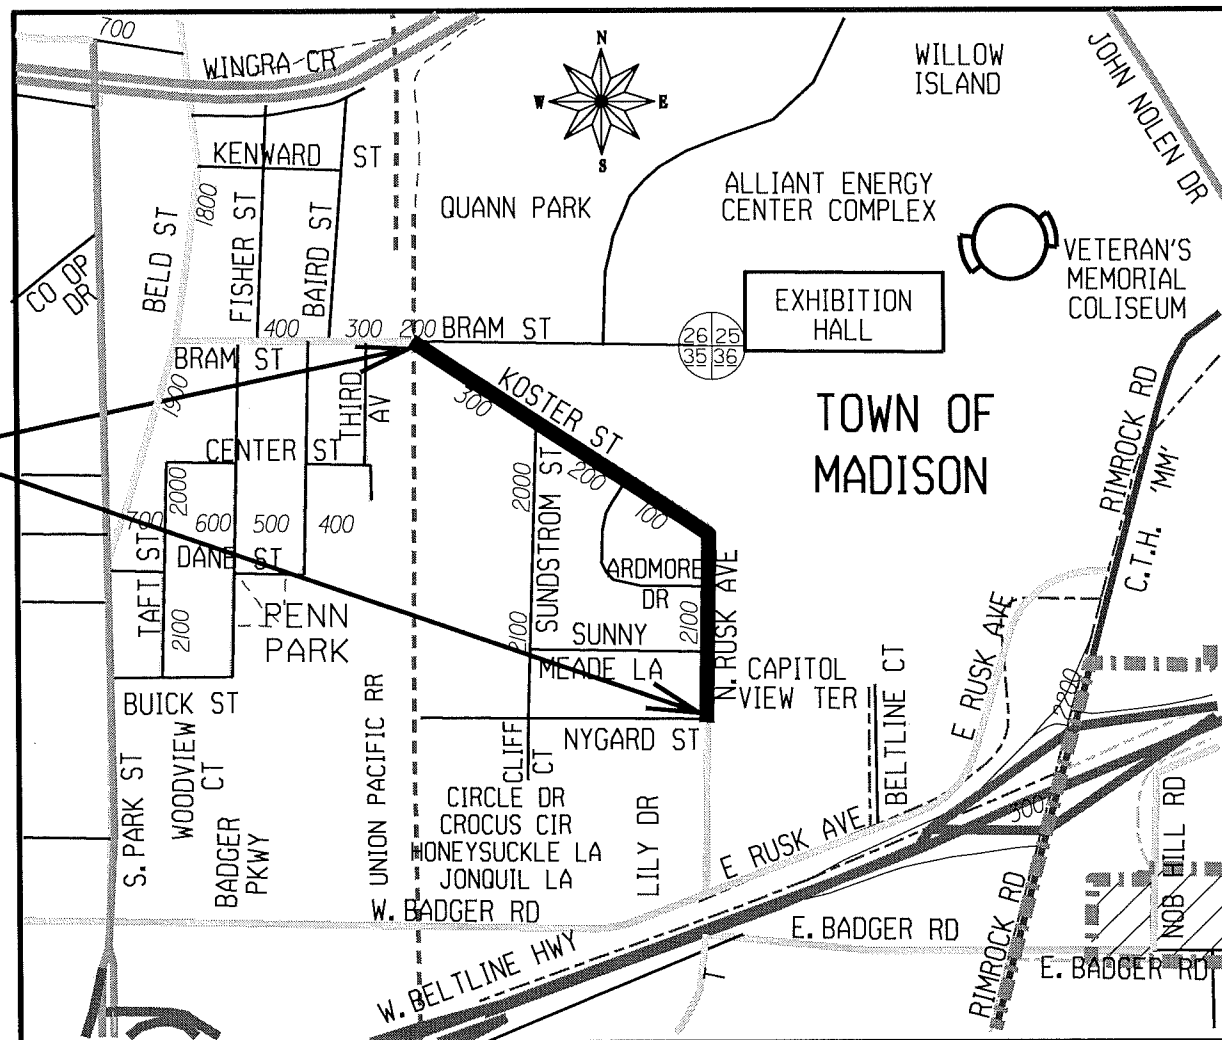 700
WINGRA CR
N
W
E
S
WILLOW
ISLAND
JOHN NOLEN DR
KENWARD ST
1800
BELD ST
FISHER ST
BAIRD ST
QUANN PARK
ALLIANT ENERGY
CENTER COMPLEX
VETERAN'S
MEMORIAL
COLISEUM
CO OP
DR
EXHIBITION
HALL
400
300
200
BRAM ST
26 25
35 36
BRAM ST
1900
THIRD
AV
300
KOSTER ST
200
100
TOWN OF
MADISON
RIMROCK RD
C.T.H. 'MM'
CENTER ST
2000
700
600
500
400
DANE ST
TAFT ST
2100
PENN
PARK
2000
SUNDSTROM ST
2100
ARDMORE
DR
2100
N. RUSK AVE
SUNNY
MEADE LA
CAPITOL
VIEW TER
BELTLINE CT
E RUSK AVE
2200
BUICK ST
WOODVIEW
CT
UNION PACIFIC RR
NYGARD ST
CLIFF
CT
S. PARK ST
BADGER
PKWY
CIRCLE DR
CROCUS CIR
HONEYSUCKLE LA
JONQUIL LA
LILY DR
E RUSK AVE
300
NOB HILL RD
W. BADGER RD
E. BADGER RD
RIMROCK RD
E. BADGER RD
W. BELTLINE HWY